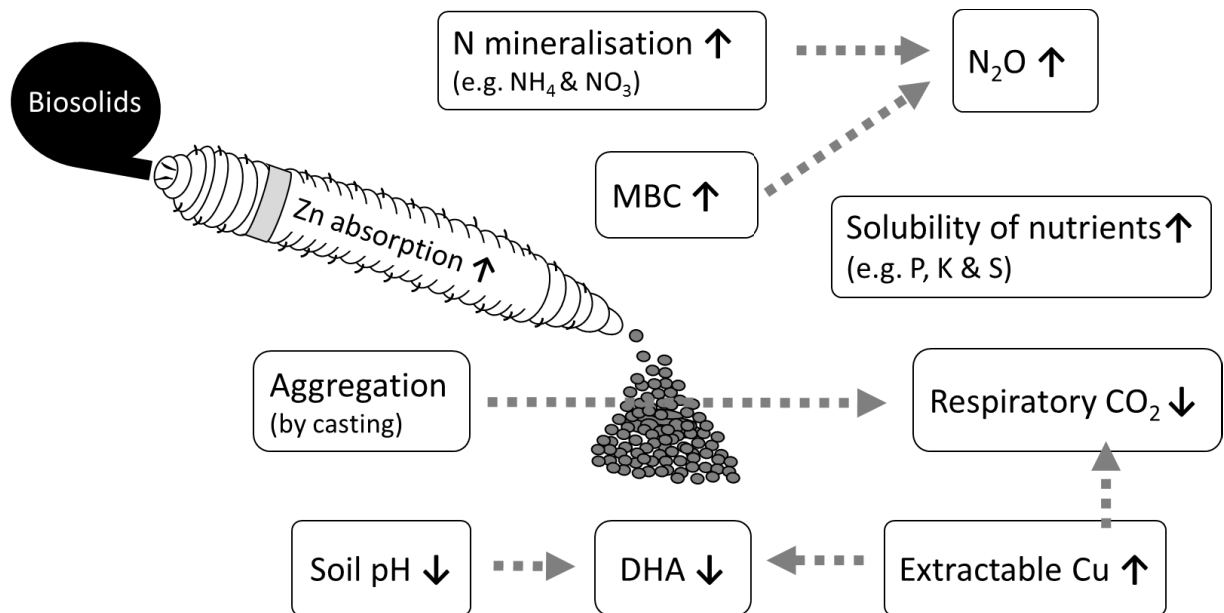 N mineralisation ↑
(e.g. NH₄ & NO₃)
N₂O ↑
Biosolids
MBC ↑
Zn absorption ↑
Solubility of nutrients ↑
(e.g. P, K & S)
Aggregation
(by casting)
Respiratory CO₂ ↓
Soil pH ↓
DHA ↓
Extractable Cu ↑